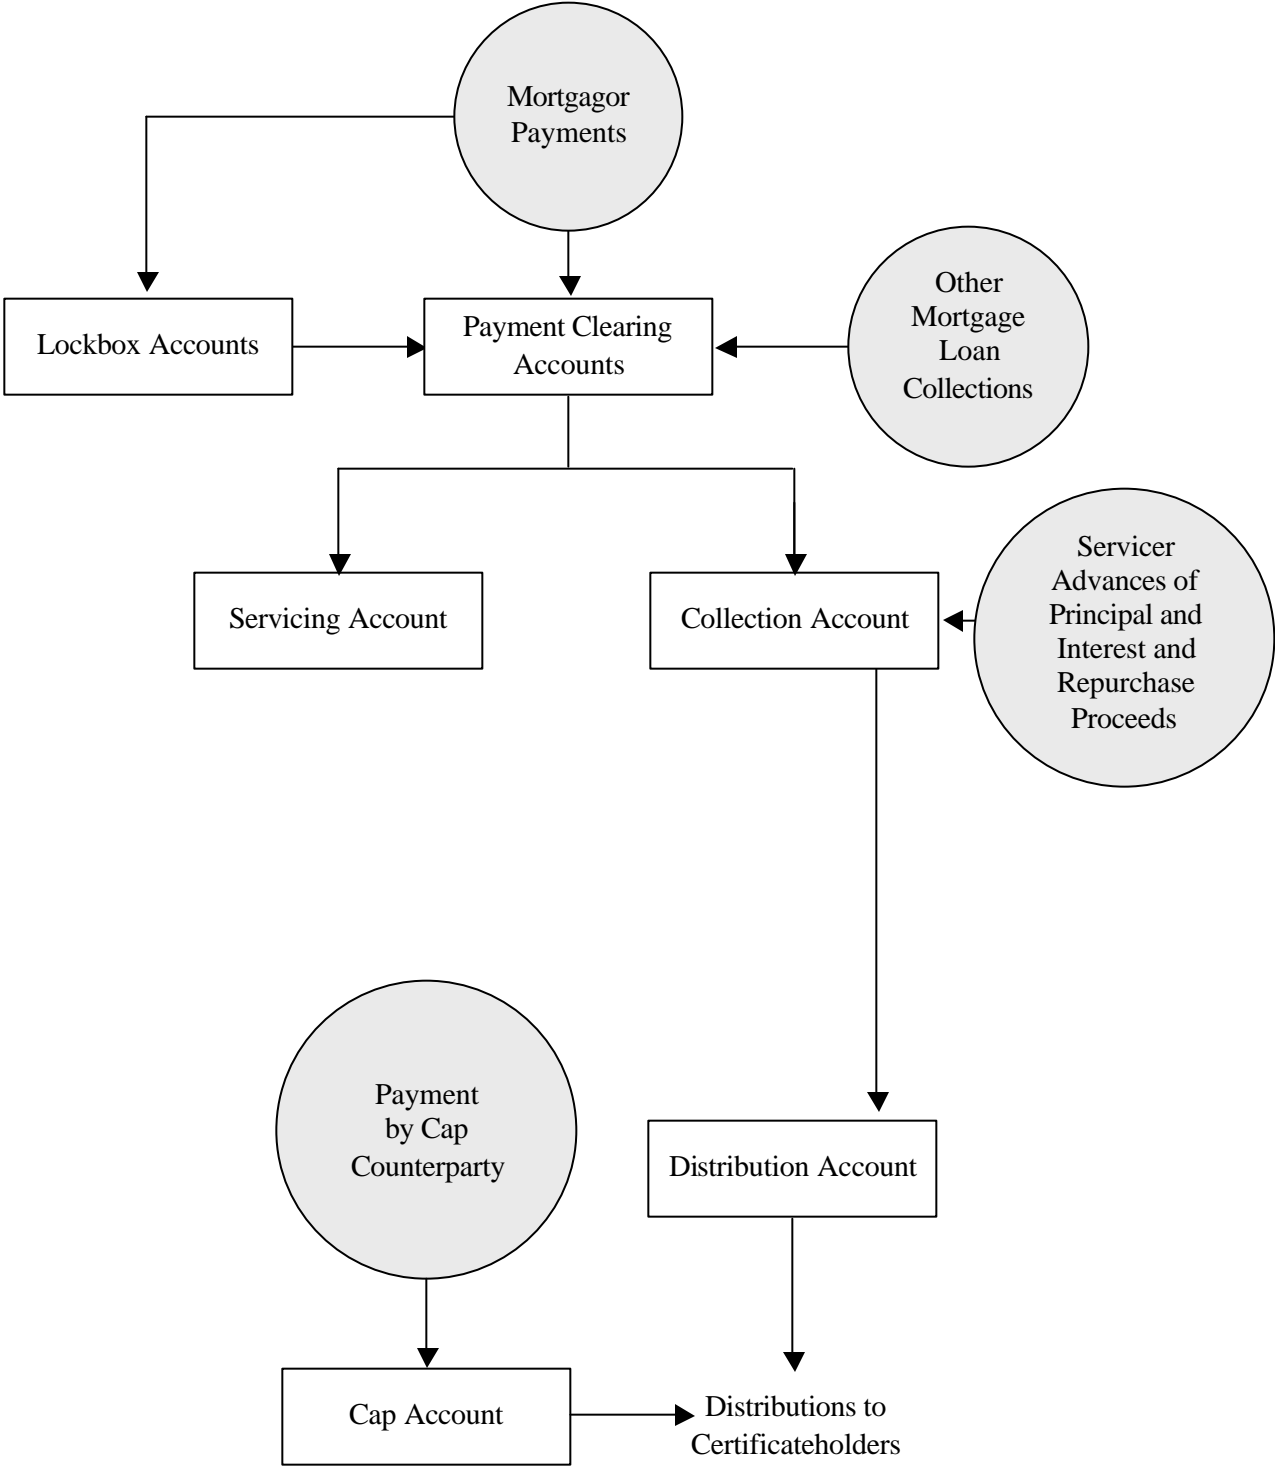 Mortgagor
Payments
Other
Mortgage
Loan
Collections
Lockbox Accounts
Payment Clearing
Accounts
Servicer
Advances of
Principal and
Interest and
Repurchase
Proceeds
Servicing Account
Collection Account
Payment
by Cap
Counterparty
Distribution Account
Cap Account
Distributions to
Certificateholders